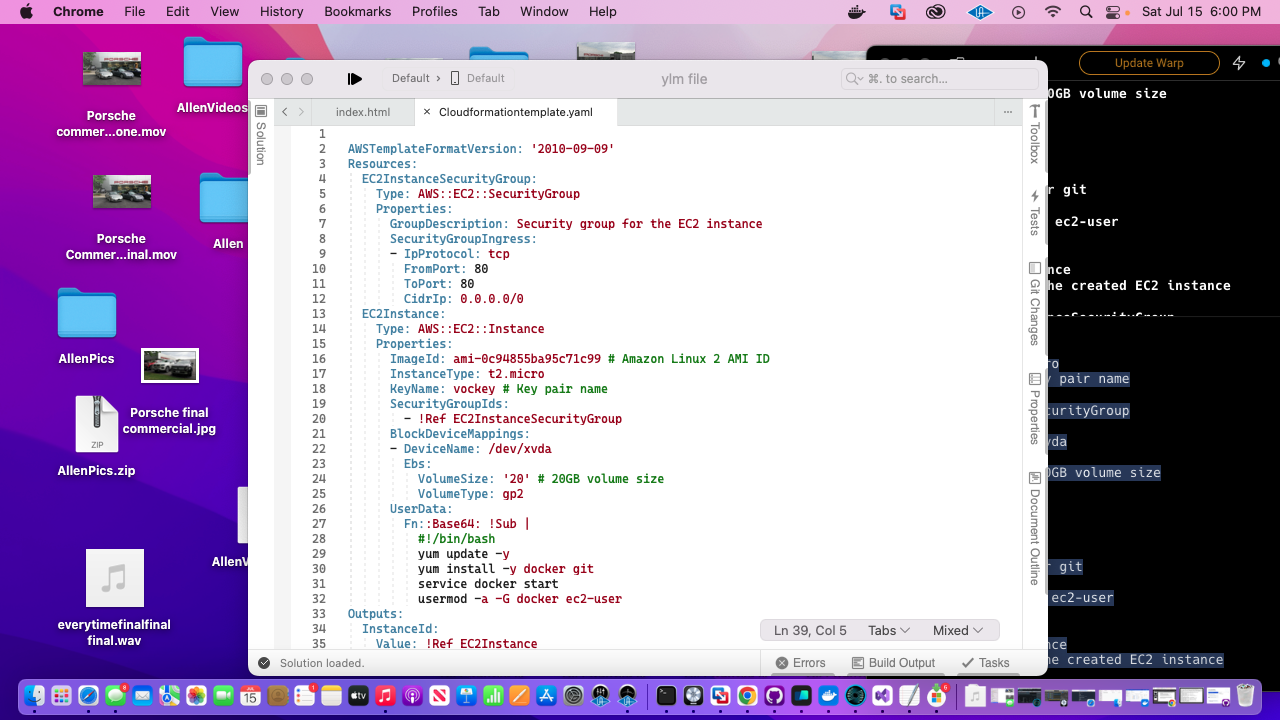 Chrome File Edit View History Bookmarks Profiles Tab Window Help Sat Jul 15 6:00 PM
Porsche
commer...one.mov
AllenVideos
Porsche
Commer...inal.mov
Allen
AllenPics
Porsche final
commercial.jpg
ZIP
AllenPics.zip
AllenV
everytimefinalfinal
final.wav
Default › Default
ylm file
⌘. to search...
index.html
× Cloudformationtemplate.yaml
Solution
1
2 AWSTemplateFormatVersion: '2010-09-09'
3 Resources:
4 EC2InstanceSecurityGroup:
5 Type: AWS::EC2::SecurityGroup
6 Properties:
7 GroupDescription: Security group for the EC2 instance
8 SecurityGroupIngress:
9 - IpProtocol: tcp
10 FromPort: 80
11 ToPort: 80
12 CidrIp: 0.0.0.0/0
13 EC2Instance:
14 Type: AWS::EC2::Instance
15 Properties:
16 ImageId: ami-0c94855ba95c71c99 # Amazon Linux 2 AMI ID
17 InstanceType: t2.micro
18 KeyName: vockey # Key pair name
19 SecurityGroupIds:
20 - !Ref EC2InstanceSecurityGroup
21 BlockDeviceMappings:
22 - DeviceName: /dev/xvda
23 Ebs:
24 VolumeSize: '20' # 20GB volume size
25 VolumeType: gp2
26 UserData:
27 Fn::Base64: !Sub |
28 #!/bin/bash
29 yum update -y
30 yum install -y docker git
31 service docker start
32 usermod -a -G docker ec2-user
33 Outputs:
34 InstanceId:
35 Value: !Ref EC2Instance
Ln 39, Col 5 Tabs Mixed
Solution loaded.
Errors Build Output Tasks
Toolbox
Tests
Git Changes
Properties
Document Outline
Update Warp
0GB volume size
r git
ec2-user
nce
he created EC2 instance
ro
y pair name
curityGroup
vda
0GB volume size
r git
ec2-user
nce
he created EC2 instance
JUL
15